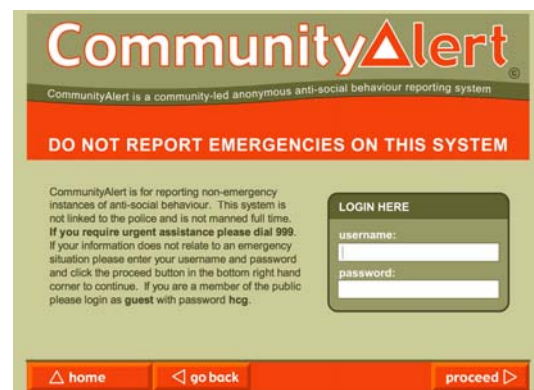 CommunityAlert
©
CommunityAlert is a community-led anonymous anti-social behaviour reporting system
DO NOT REPORT EMERGENCIES ON THIS SYSTEM
CommunityAlert is for reporting non-emergency
instances of anti-social behaviour. This system is
not linked to the police and is not manned full time.
If you require urgent assistance please dial 999.
If your information does not relate to an emergency
situation please enter your username and password
and click the proceed button in the bottom right hand
corner to continue. If you are a member of the public
please login as guest with password hcg.
LOGIN HERE
username:
password:
home
go back
proceed